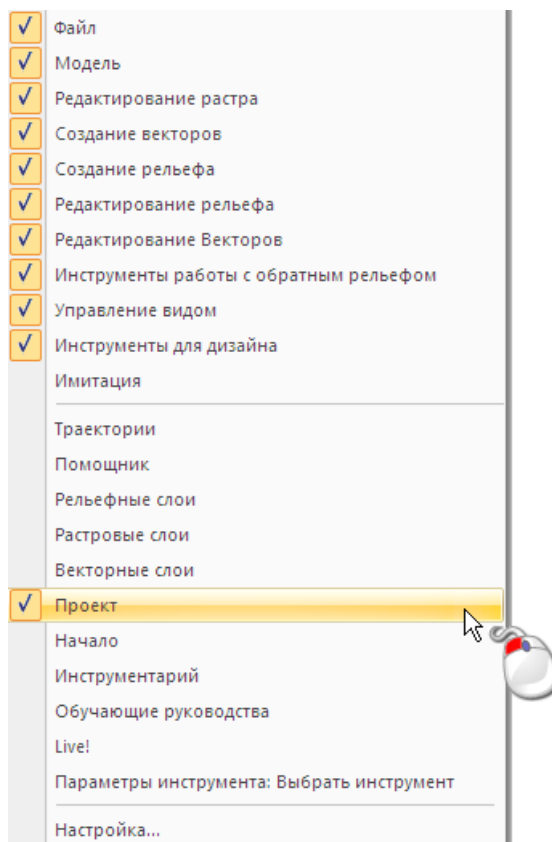 Файл
Модель
Редактирование растра
Создание векторов
Создание рельефа
Редактирование рельефа
Редактирование Векторов
Инструменты работы с обратным рельефом
Управление видом
Инструменты для дизайна
Имитация
Траектории
Помощник
Рельефные слои
Растровые слои
Векторные слои
Проект
Начало
Инструментарий
Обучающие руководства
Live!
Параметры инструмента: Выбрать инструмент
Настройка...